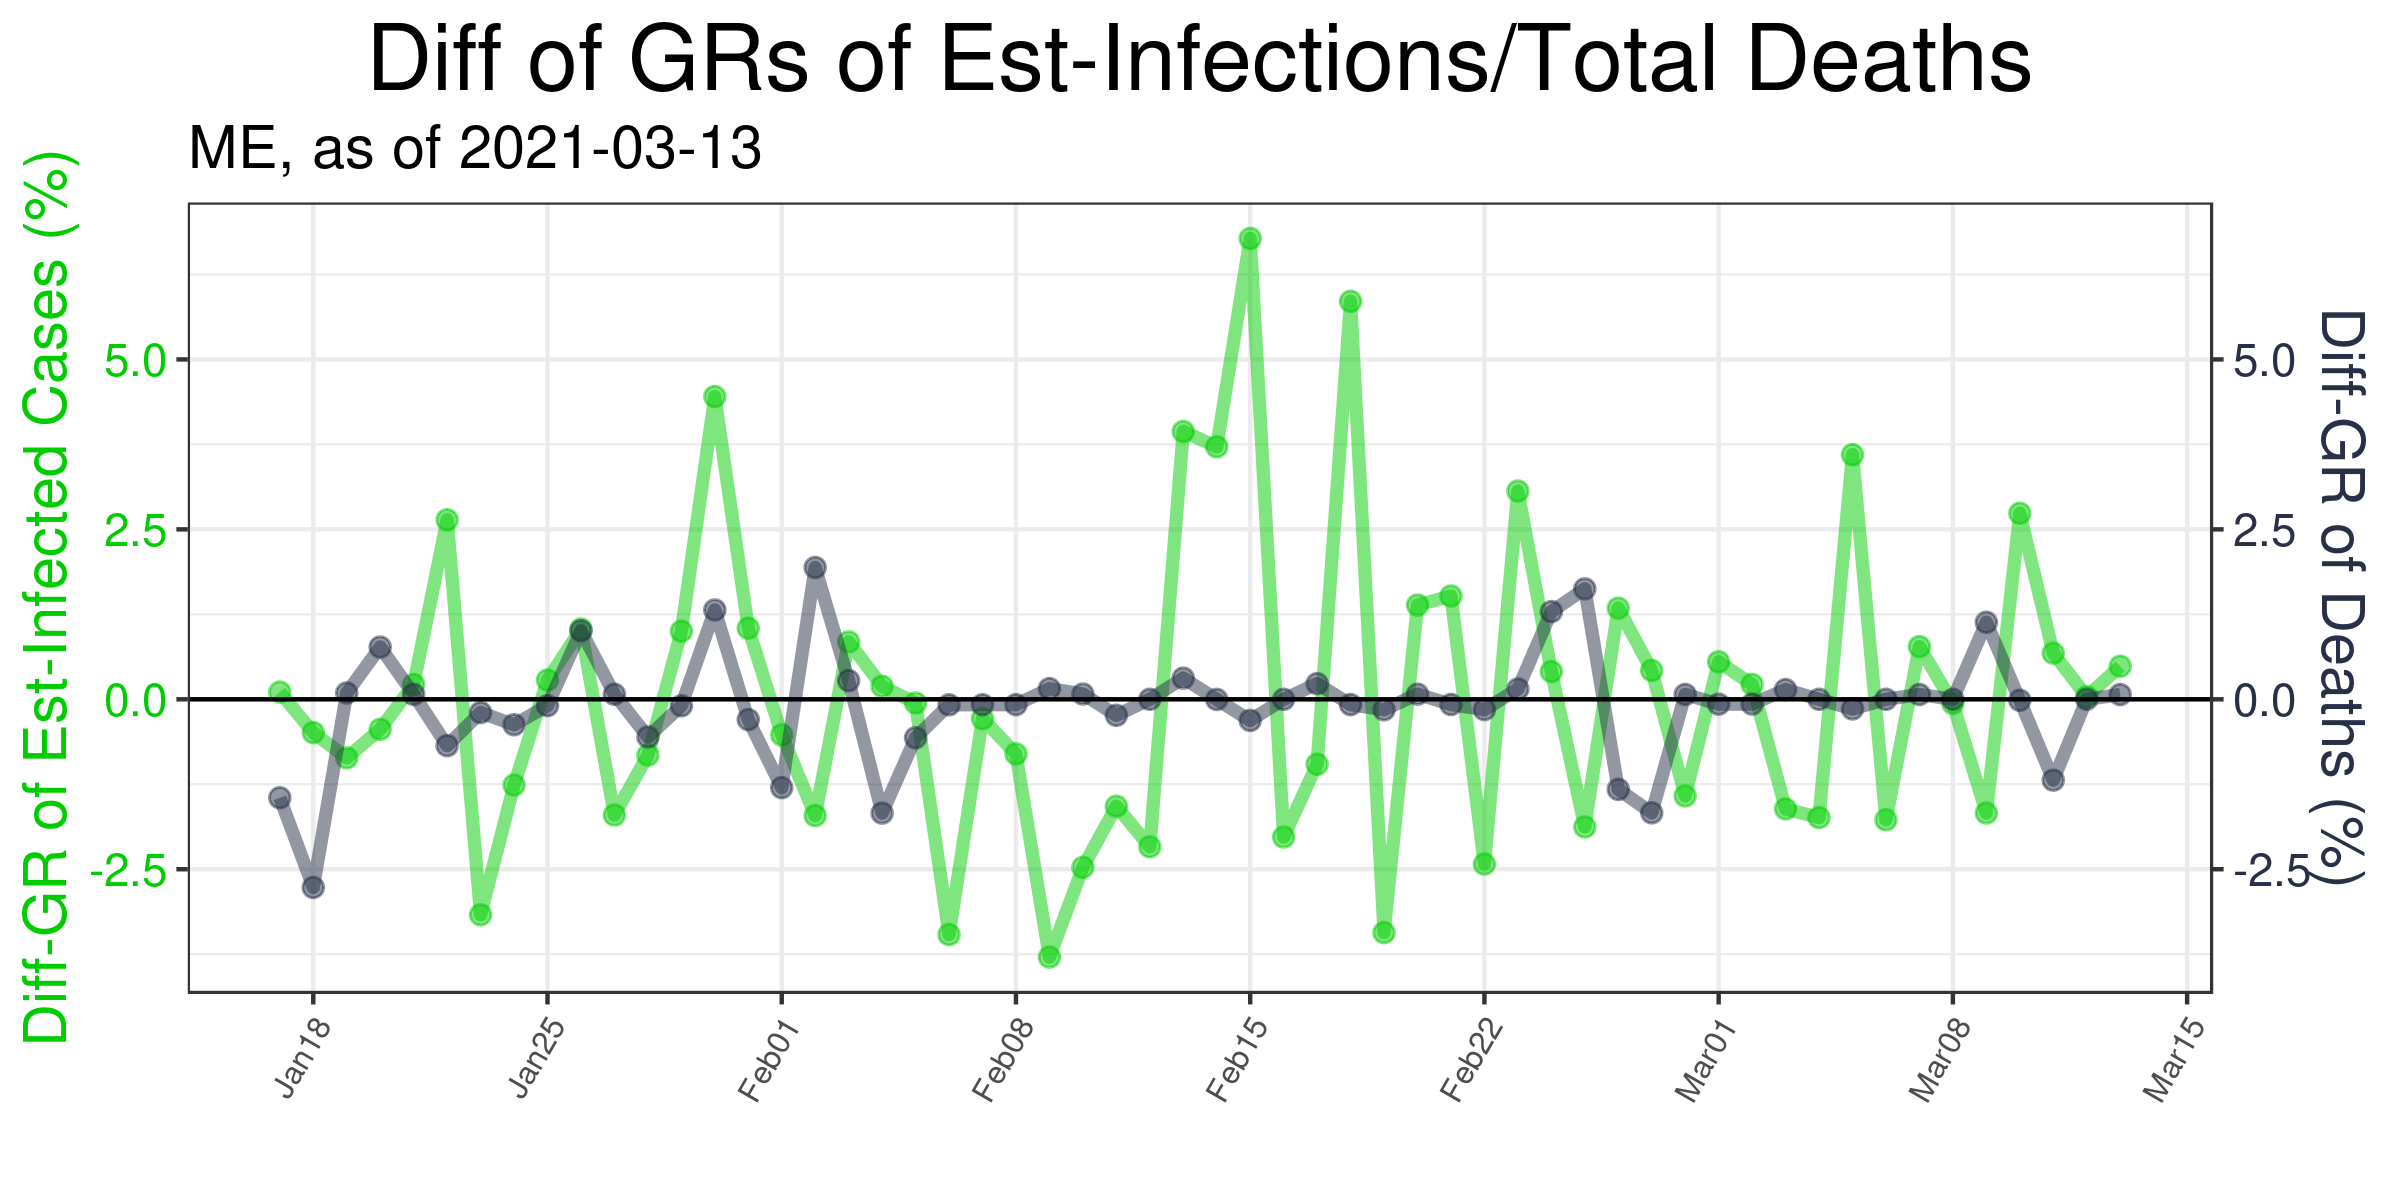 Diff of GRs of Est-Infections/Total Deaths
ME, as of 2021-03-13
Diff-GR of Est-Infected Cases (%)
5.0
2.5
0.0
-2.5
5.0
2.5
0.0
-2.5
Diff-GR of Deaths (%)
Jan18
Jan25
Feb01
Feb08
Feb15
Feb22
Mar01
Mar08
Mar15